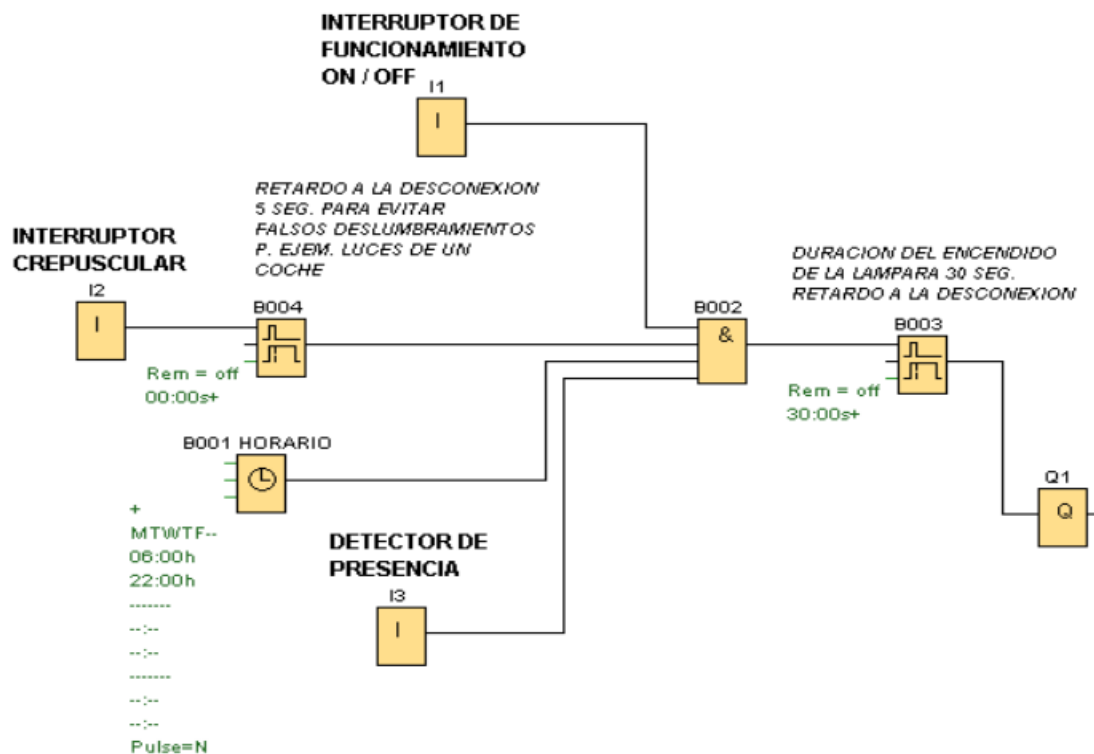 INTERRUPTOR DE
FUNCIONAMIENTO
ON / OFF
I1
I
RETARDO A LA DESCONEXION
5 SEG. PARA EVITAR
FALSOS DESLUMBRAMIENTOS
P. EJEM. LUCES DE UN
COCHE
INTERRUPTOR
CREPUSCULAR
I2
I
B004
Rem = off
00:00s+
DURACION DEL ENCENDIDO
DE LA LAMPARA 30 SEG.
RETARDO A LA DESCONEXION
B002
&
B003
Rem = off
30:00s+
B001 HORARIO
+
MTWTF--
06:00h
22:00h
-------
--:--
--:--
-------
--:--
--:--
Pulse=N
DETECTOR DE
PRESENCIA
I3
I
Q1
Q